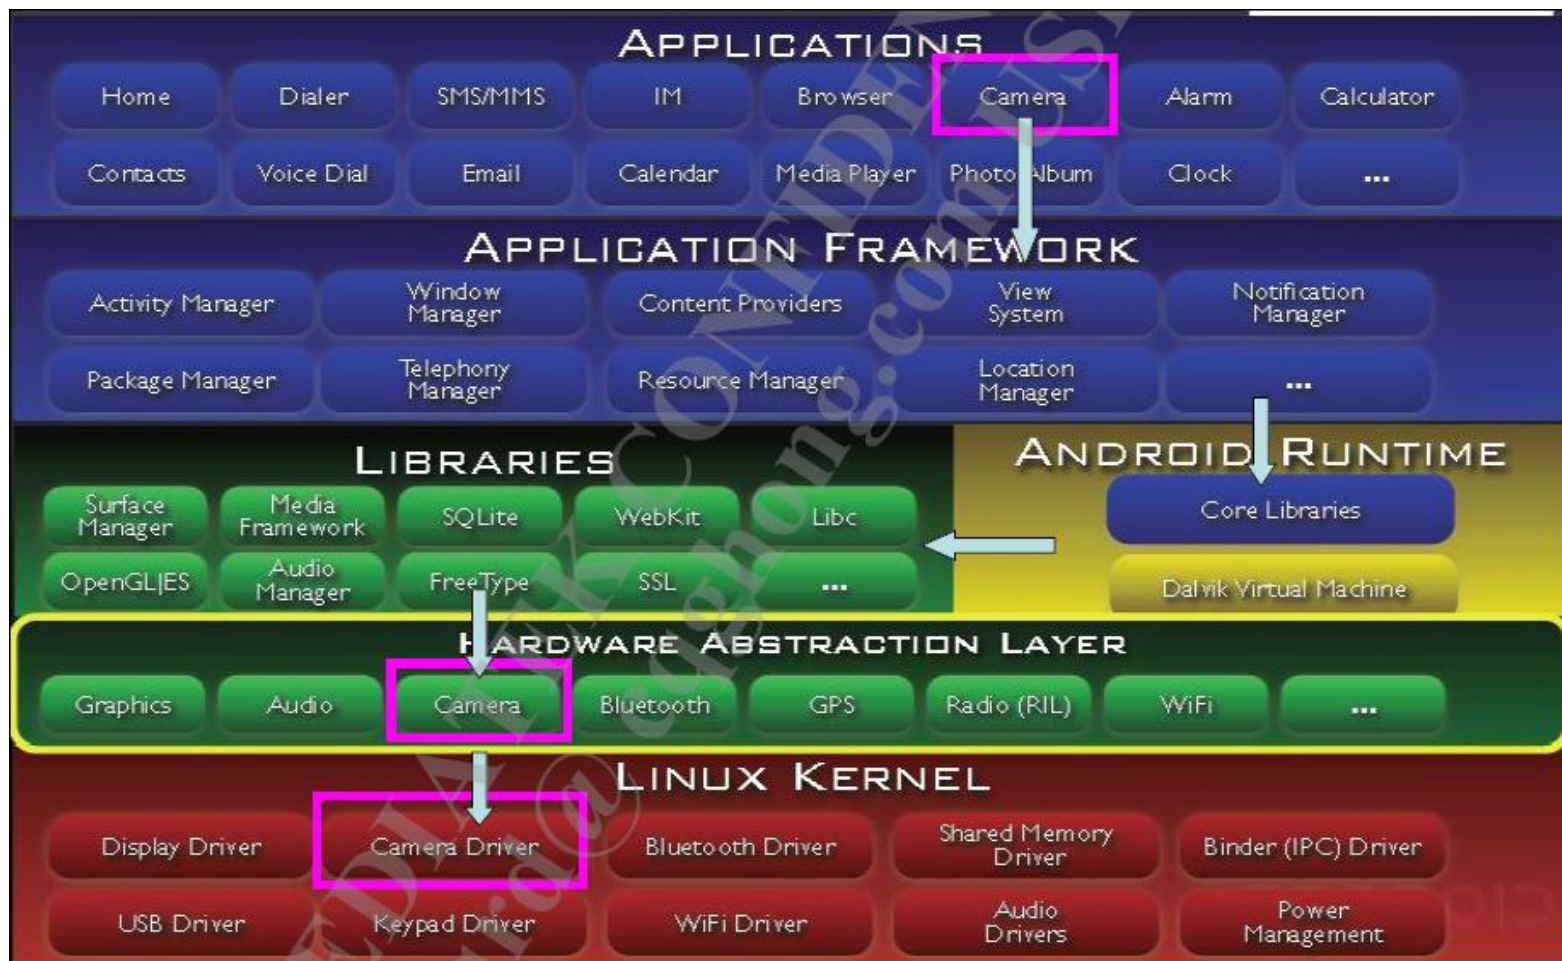 APPLICATIONS
Home Dialer SMS/MMS IM Browser Camera Alarm Calculator
Contacts Voice Dial Email Calendar Media Player Photo Album Clock ...
APPLICATION FRAMEWORK
Activity Manager Window Manager Content Providers View System Notification Manager
Package Manager Telephony Manager Resource Manager Location Manager ...
LIBRARIES
ANDROID RUNTIME
Surface Manager Media Framework SQLite WebKit Libc
Core Libraries
OpenGL|ES Audio Manager FreeType SSL ...
Dalvik Virtual Machine
HARDWARE ABSTRACTION LAYER
Graphics Audio Camera Bluetooth GPS Radio (RIL) WiFi ...
LINUX KERNEL
Display Driver Camera Driver Bluetooth Driver Shared Memory Driver Binder (IPC) Driver
USB Driver Keypad Driver WiFi Driver Audio Drivers Power Management